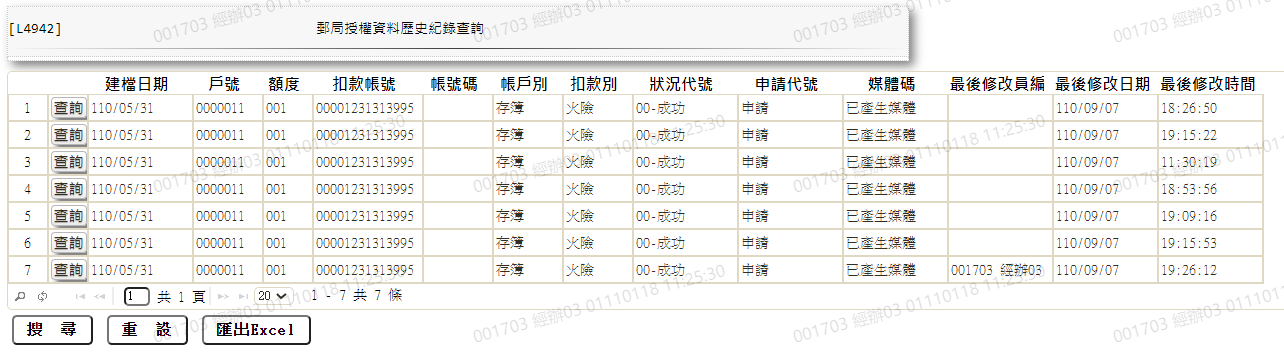 [L4942] 郵局授權資料歷史紀錄查詢
建檔日期 戶號 額度 扣款帳號 帳號碼 帳戶別 扣款別 狀況代號 申請代號 媒體碼 最後修改員編 最後修改日期 最後修改時間
1 查詢 110/05/31 0000011 001 00001231313995 存簿 火險 00-成功 申請 已產生媒體 110/09/07 18:26:50
2 查詢 110/05/31 0000011 001 00001231313995 存簿 火險 00-成功 申請 已產生媒體 110/09/07 19:15:22
3 查詢 110/05/31 0000011 001 00001231313995 存簿 火險 00-成功 申請 已產生媒體 110/09/07 11:30:19
4 查詢 110/05/31 0000011 001 00001231313995 存簿 火險 00-成功 申請 已產生媒體 110/09/07 18:53:56
5 查詢 110/05/31 0000011 001 00001231313995 存簿 火險 00-成功 申請 已產生媒體 110/09/07 19:09:16
6 查詢 110/05/31 0000011 001 00001231313995 存簿 火險 00-成功 申請 已產生媒體 110/09/07 19:15:53
7 查詢 110/05/31 0000011 001 00001231313995 存簿 火險 00-成功 申請 已產生媒體 001703 經辦03 110/09/07 19:26:12
1 共 1 頁 20 1 - 7 共 7 條
搜 尋 重 設 匯出Excel
001703 經辦03 01110118 11:25:30